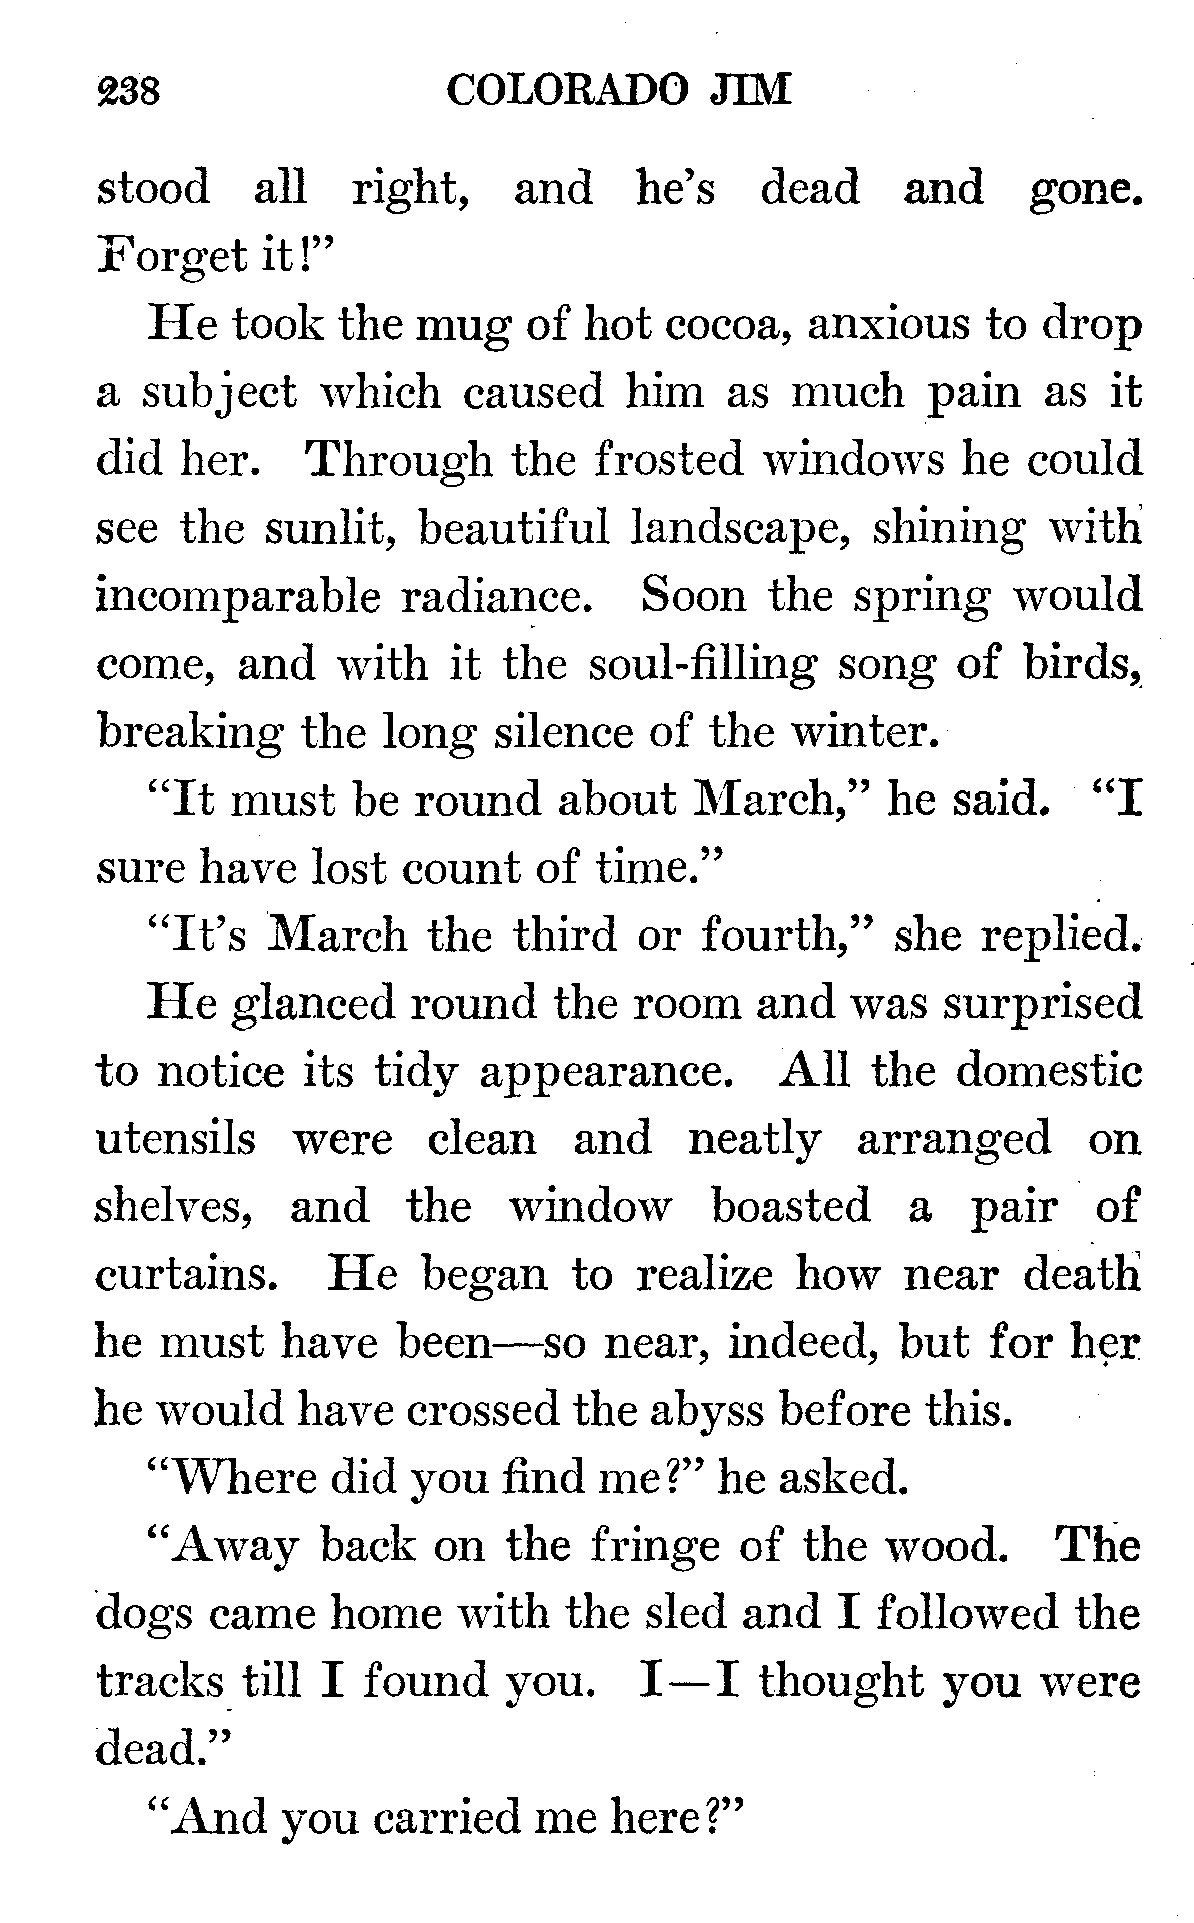 238 COLORADO JIM
stood all right, and he's dead and gone.
Forget it!"
He took the mug of hot cocoa, anxious to drop
a subject which caused him as much pain as it
did her. Through the frosted windows he could
see the sunlit, beautiful landscape, shining with
incomparable radiance. Soon the spring would
come, and with it the soul-filling song of birds,
breaking the long silence of the winter.
"It must be round about March," he said. "I
sure have lost count of time."
"It's March the third or fourth," she replied.
He glanced round the room and was surprised
to notice its tidy appearance. All the domestic
utensils were clean and neatly arranged on
shelves, and the window boasted a pair of
curtains. He began to realize how near death
he must have been—so near, indeed, but for her
he would have crossed the abyss before this.
"Where did you find me?" he asked.
"Away back on the fringe of the wood. The
dogs came home with the sled and I followed the
tracks till I found you. I—I thought you were
dead."
"And you carried me here?"